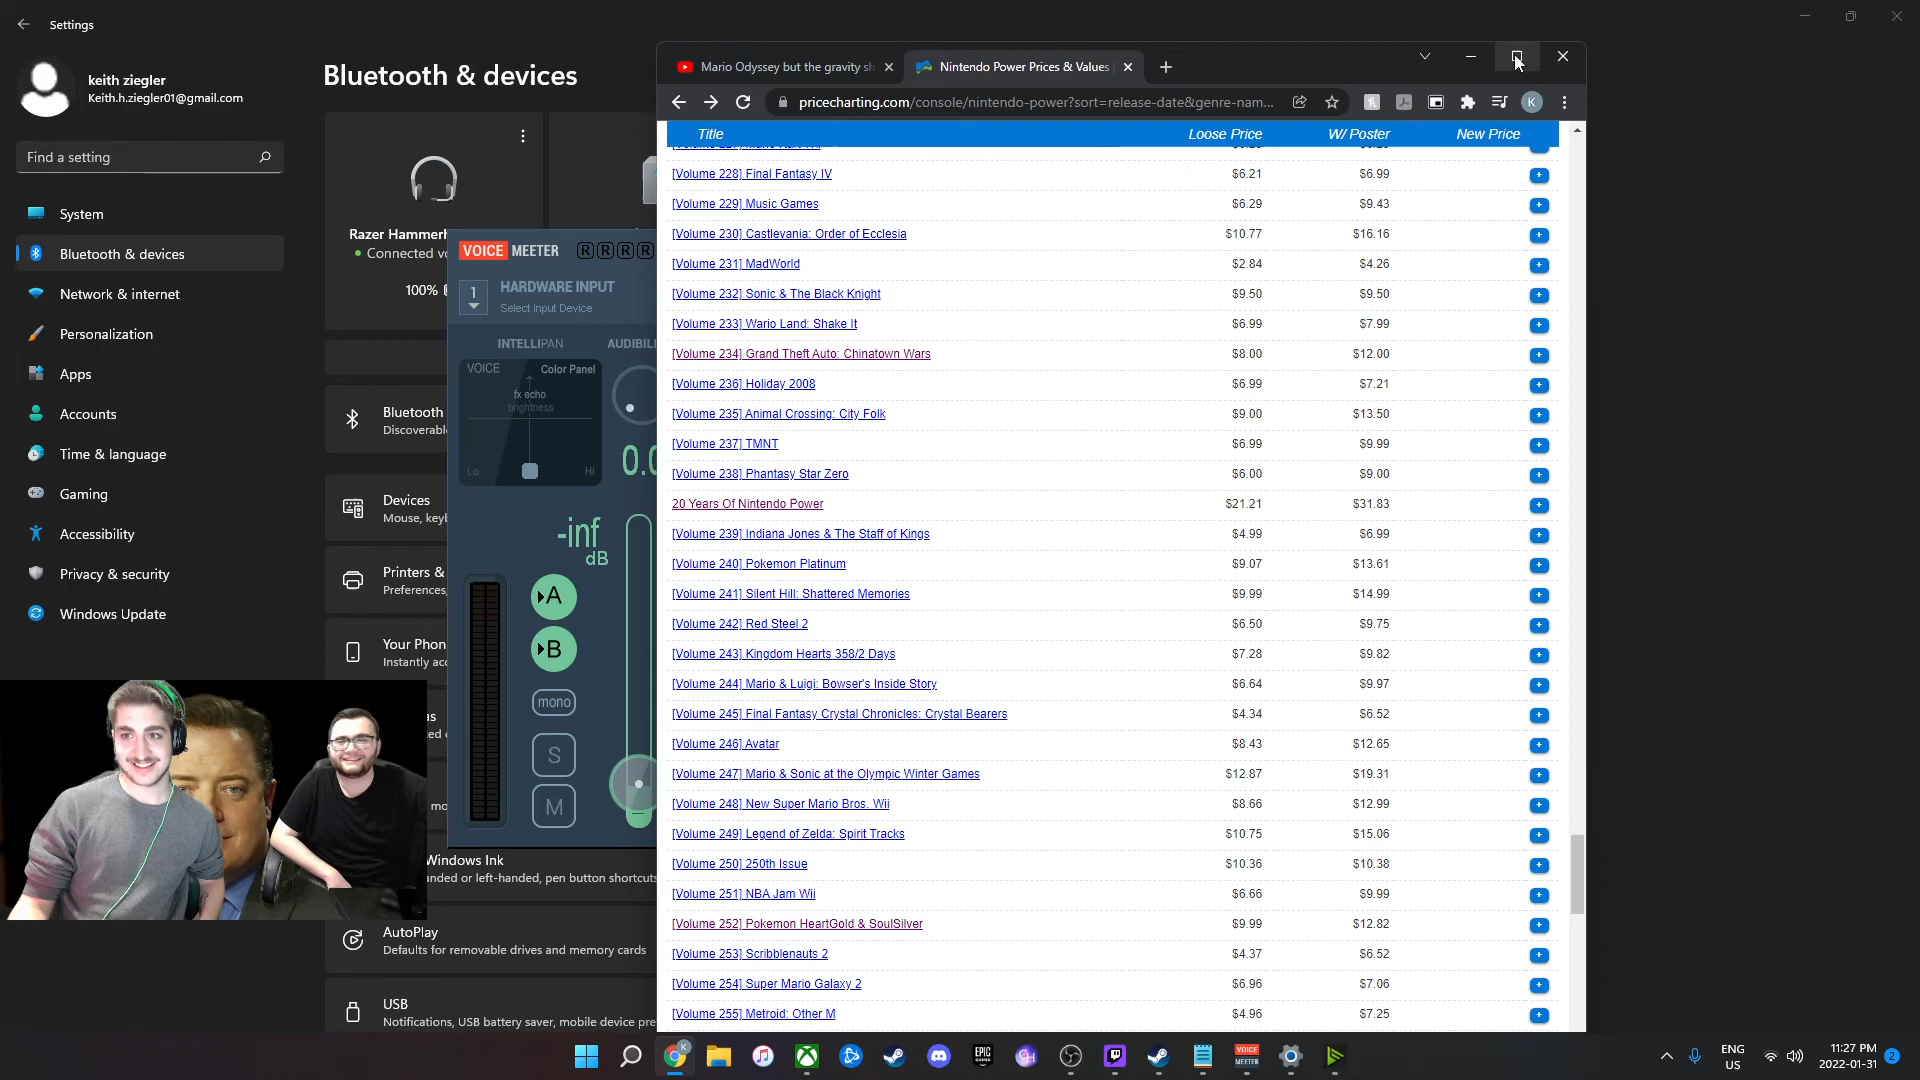 Settings
keith ziegler
Keith.h.ziegler01@gmail.com
Find a setting
System
Bluetooth & devices
Network & internet
Personalization
Apps
Accounts
Time & language
Gaming
Accessibility
Privacy & security
Windows Update
Bluetooth & devices
Razer Hammerh
Connected vo
100%
Bluetooth
Discoverabl
Devices
Mouse, keyb
Printers &
Preferences,
Your Phon
Instantly acc
as
ed c
mo
Windows Ink
anded or left-handed, pen button shortcuts
AutoPlay
Defaults for removable drives and memory cards
USB
Notifications, USB battery saver, mobile device pre
VOICE MEETER
R R R R
1
HARDWARE INPUT
Select Input Device
INTELLIPAN
AUDIBILI
VOICE
Color Panel
fx echo
brightness
Lo
Hi
0.0
-inf
dB
A
B
mono
S
M
Mario Odyssey but the gravity sh
Nintendo Power Prices & Values
pricecharting.com/console/nintendo-power?sort=release-date&genre-nam...
K
Title Loose Price W/ Poster New Price
[Volume 228] Final Fantasy IV $6.21 $6.99 +
[Volume 229] Music Games $6.29 $9.43 +
[Volume 230] Castlevania: Order of Ecclesia $10.77 $16.16 +
[Volume 231] MadWorld $2.84 $4.26 +
[Volume 232] Sonic & The Black Knight $9.50 $9.50 +
[Volume 233] Wario Land: Shake It $6.99 $7.99 +
[Volume 234] Grand Theft Auto: Chinatown Wars $8.00 $12.00 +
[Volume 236] Holiday 2008 $6.99 $7.21 +
[Volume 235] Animal Crossing: City Folk $9.00 $13.50 +
[Volume 237] TMNT $6.99 $9.99 +
[Volume 238] Phantasy Star Zero $6.00 $9.00 +
20 Years Of Nintendo Power $21.21 $31.83 +
[Volume 239] Indiana Jones & The Staff of Kings $4.99 $6.99 +
[Volume 240] Pokemon Platinum $9.07 $13.61 +
[Volume 241] Silent Hill: Shattered Memories $9.99 $14.99 +
[Volume 242] Red Steel 2 $6.50 $9.75 +
[Volume 243] Kingdom Hearts 358/2 Days $7.28 $9.82 +
[Volume 244] Mario & Luigi: Bowser's Inside Story $6.64 $9.97 +
[Volume 245] Final Fantasy Crystal Chronicles: Crystal Bearers $4.34 $6.52 +
[Volume 246] Avatar $8.43 $12.65 +
[Volume 247] Mario & Sonic at the Olympic Winter Games $12.87 $19.31 +
[Volume 248] New Super Mario Bros. Wii $8.66 $12.99 +
[Volume 249] Legend of Zelda: Spirit Tracks $10.75 $15.06 +
[Volume 250] 250th Issue $10.36 $10.38 +
[Volume 251] NBA Jam Wii $6.66 $9.99 +
[Volume 252] Pokemon HeartGold & SoulSilver $9.99 $12.82 +
[Volume 253] Scribblenauts 2 $4.37 $6.52 +
[Volume 254] Super Mario Galaxy 2 $6.96 $7.06 +
[Volume 255] Metroid: Other M $4.96 $7.25 +
K
EPIC GAMES
CH
VOICE MEETER
ENG
US
11:27 PM
2022-01-31
2